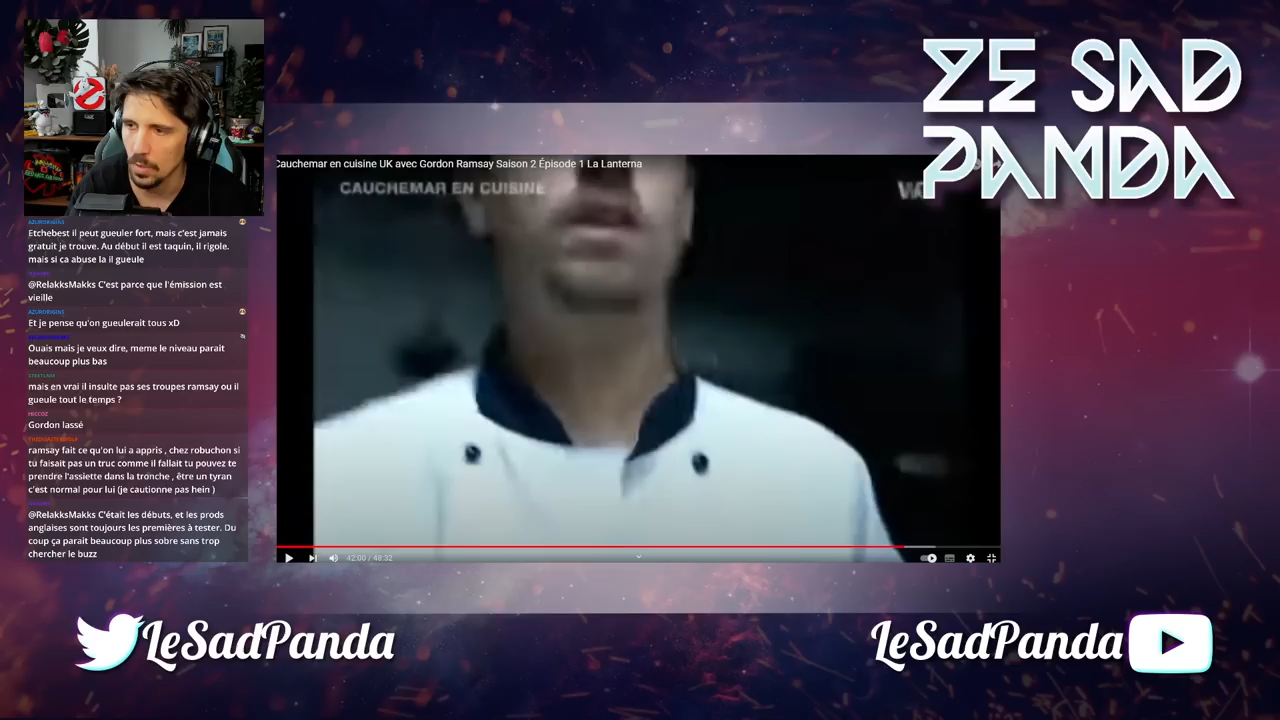 ZE SAD
PANDA
Cauchemar en cuisine UK avec Gordon Ramsay Saison 2 Épisode 1 La Lanterna
CAUCHEMAR EN CUISINE
W
AZURORIGINS
Etchebest il peut gueuler fort, mais c'est jamais
gratuit je trouve. Au début il est taquin, il rigole.
mais si ca abuse la il gueule
@RelakksMakks C'est parce que l'émission est
vieille
AZURORIGINS
Et je pense qu'on gueulerait tous xD
Ouais mais je veux dire, meme le niveau parait
beaucoup plus bas
mais en vrai il insulte pas ses troupes ramsay ou il
gueule tout le temps ?
HICCOZ
Gordon lassé
ramsay fait ce qu'on lui a appris , chez robuchon si
tu faisait pas un truc comme il fallait tu pouvez te
prendre l'assiette dans la tronche , être un tyran
c'est normal pour lui (je cautionne pas hein )
@RelakksMakks C'était les débuts, et les prods
anglaises sont toujours les premières à tester. Du
coup ça parait beaucoup plus sobre sans trop
chercher le buzz
42:00 / 48:32
LeSadPanda
LeSadPanda